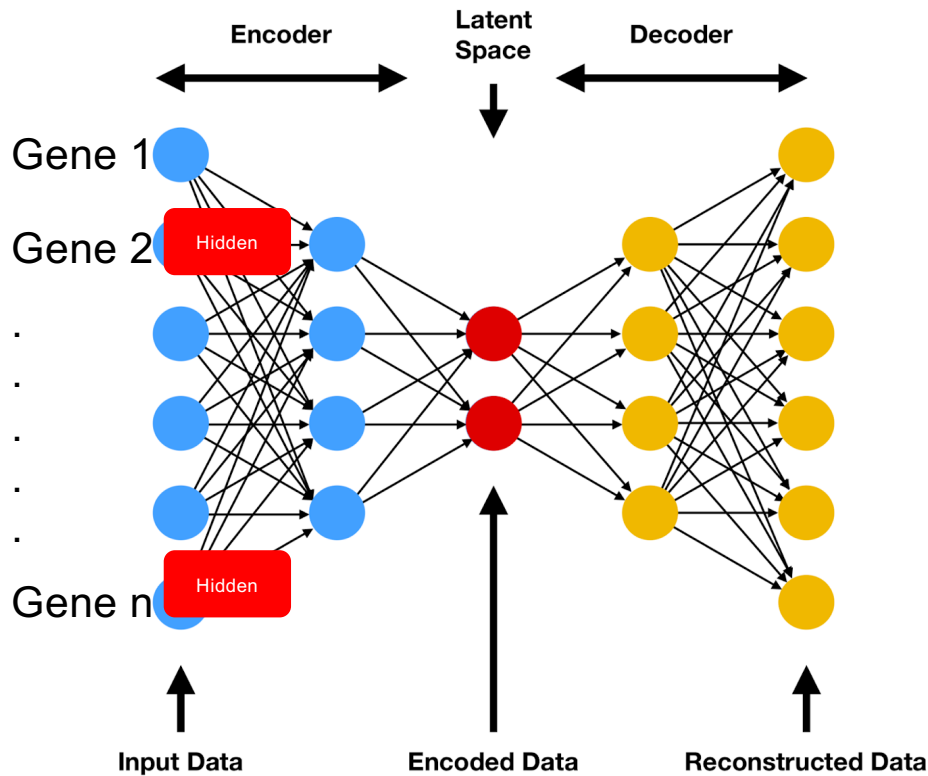 Encoder
Latent
Space
Decoder
Gene 1
Gene 2
Hidden
.
.
.
.
.
Gene n
Hidden
Input Data
Encoded Data
Reconstructed Data